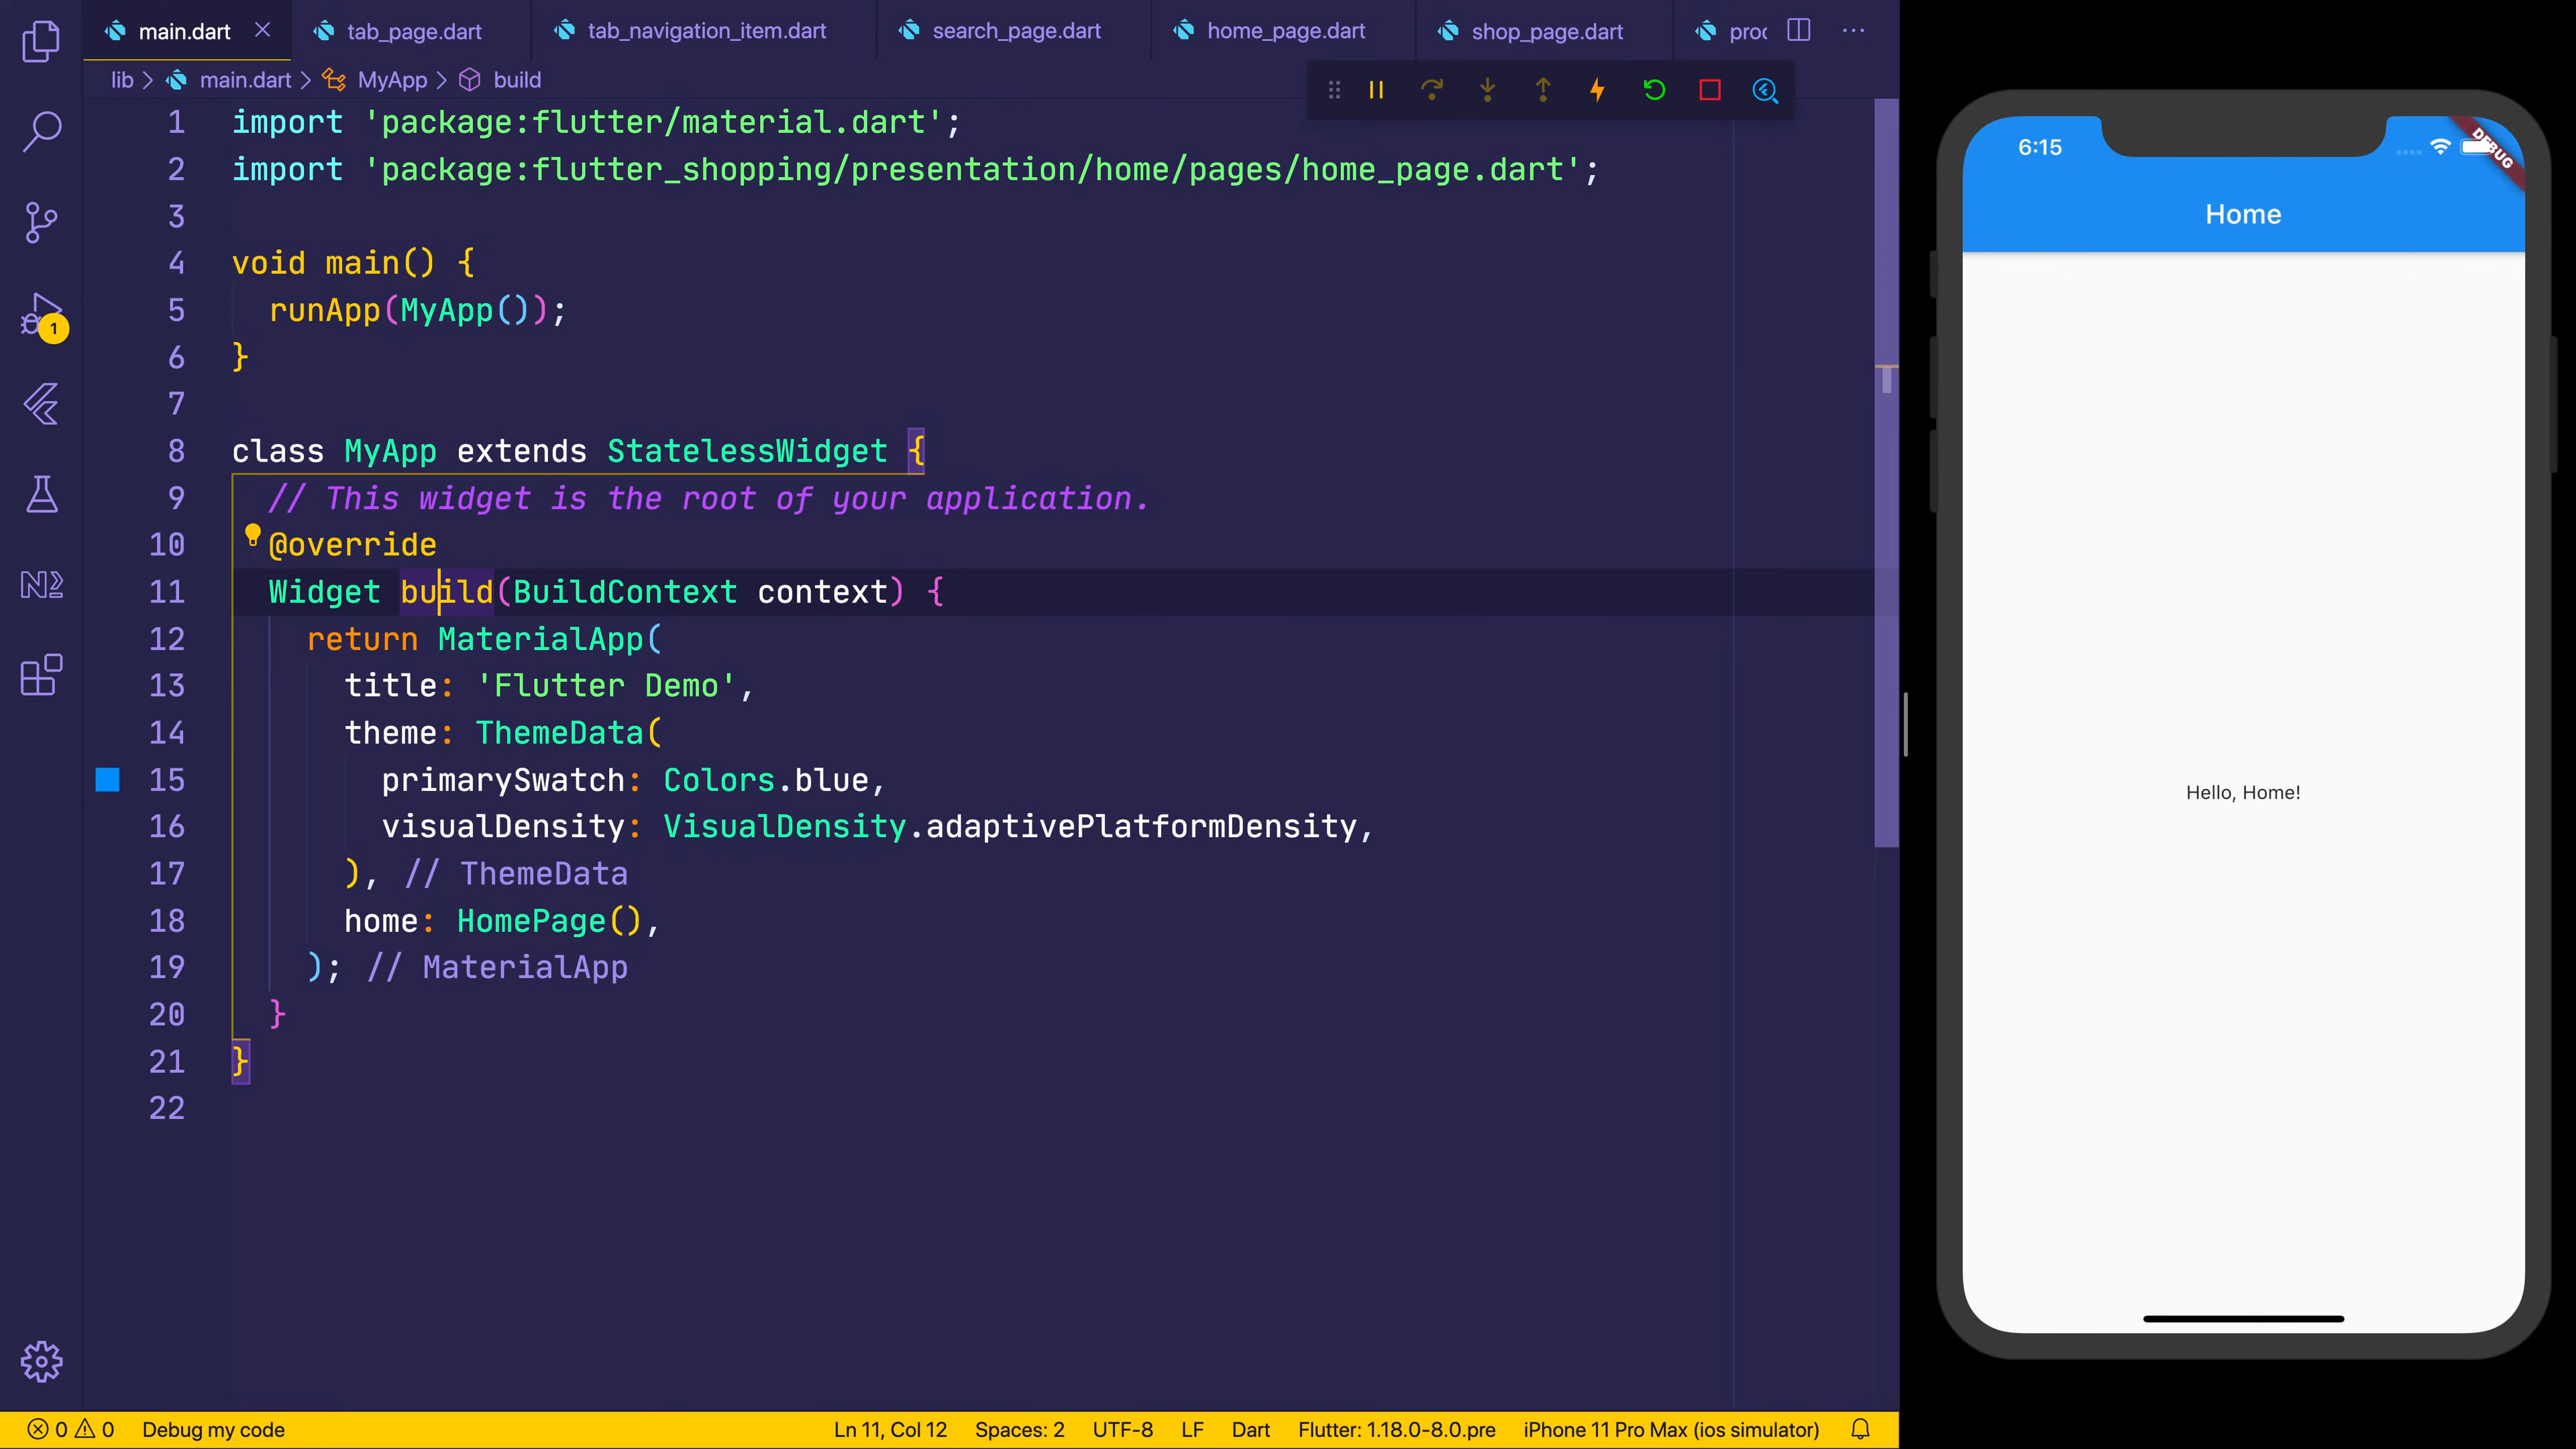 main.dart
tab_page.dart
tab_navigation_item.dart
search_page.dart
home_page.dart
shop_page.dart
lib > main.dart > MyApp > build
1 import 'package:flutter/material.dart';
2 import 'package:flutter_shopping/presentation/home/pages/home_page.dart';
3
4 void main() {
5 runApp(MyApp());
6 }
7
8 class MyApp extends StatelessWidget {
9 // This widget is the root of your application.
10 @override
11 Widget build(BuildContext context) {
12 return MaterialApp(
13 title: 'Flutter Demo',
14 theme: ThemeData(
15 primarySwatch: Colors.blue,
16 visualDensity: VisualDensity.adaptivePlatformDensity,
17 ), // ThemeData
18 home: HomePage(),
19 ); // MaterialApp
20 }
21 }
22
1
0 0 Debug my code
Ln 11, Col 12 Spaces: 2 UTF-8 LF Dart Flutter: 1.18.0-8.0.pre iPhone 11 Pro Max (ios simulator)
6:15
DEBUG
Home
Hello, Home!